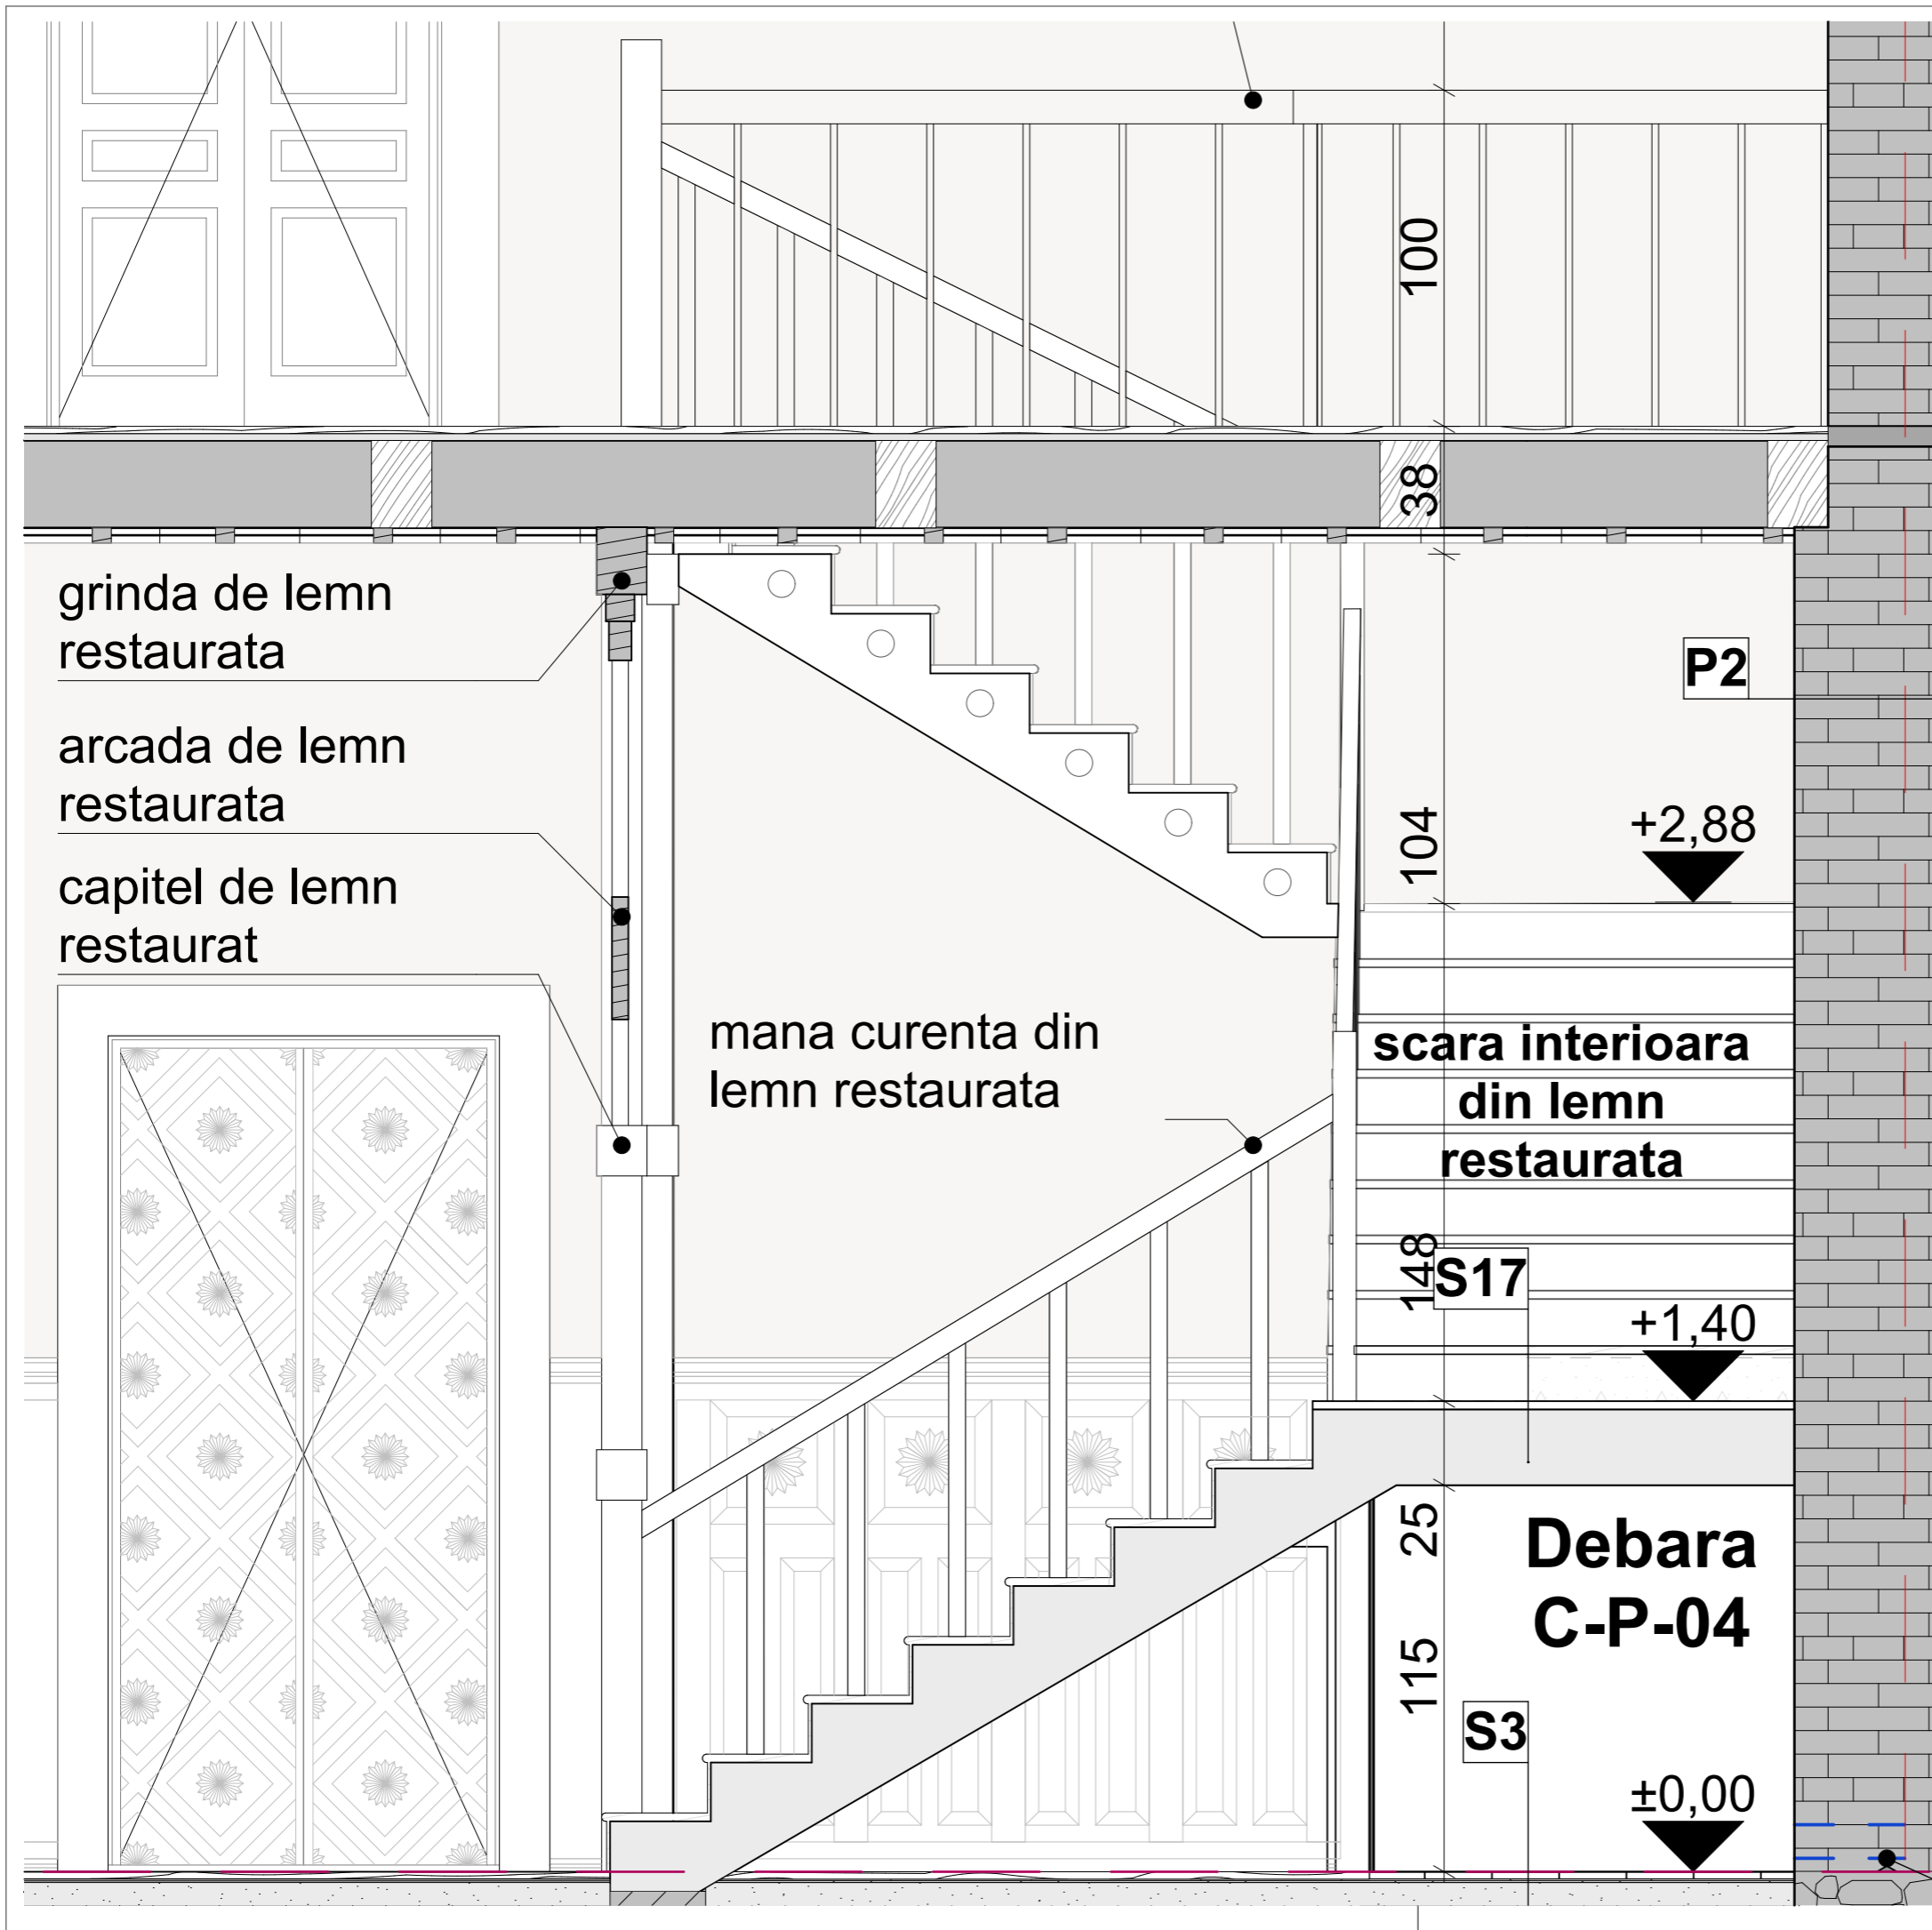 100
38
grinda de lemn
restaurata
P2
arcada de lemn
restaurata
104
+2,88
capitel de lemn
restaurat
mana curenta din
lemn restaurata
scara interioara
din lemn
restaurata
148
S17
+1,40
25
Debara
C-P-04
115
S3
±0,00